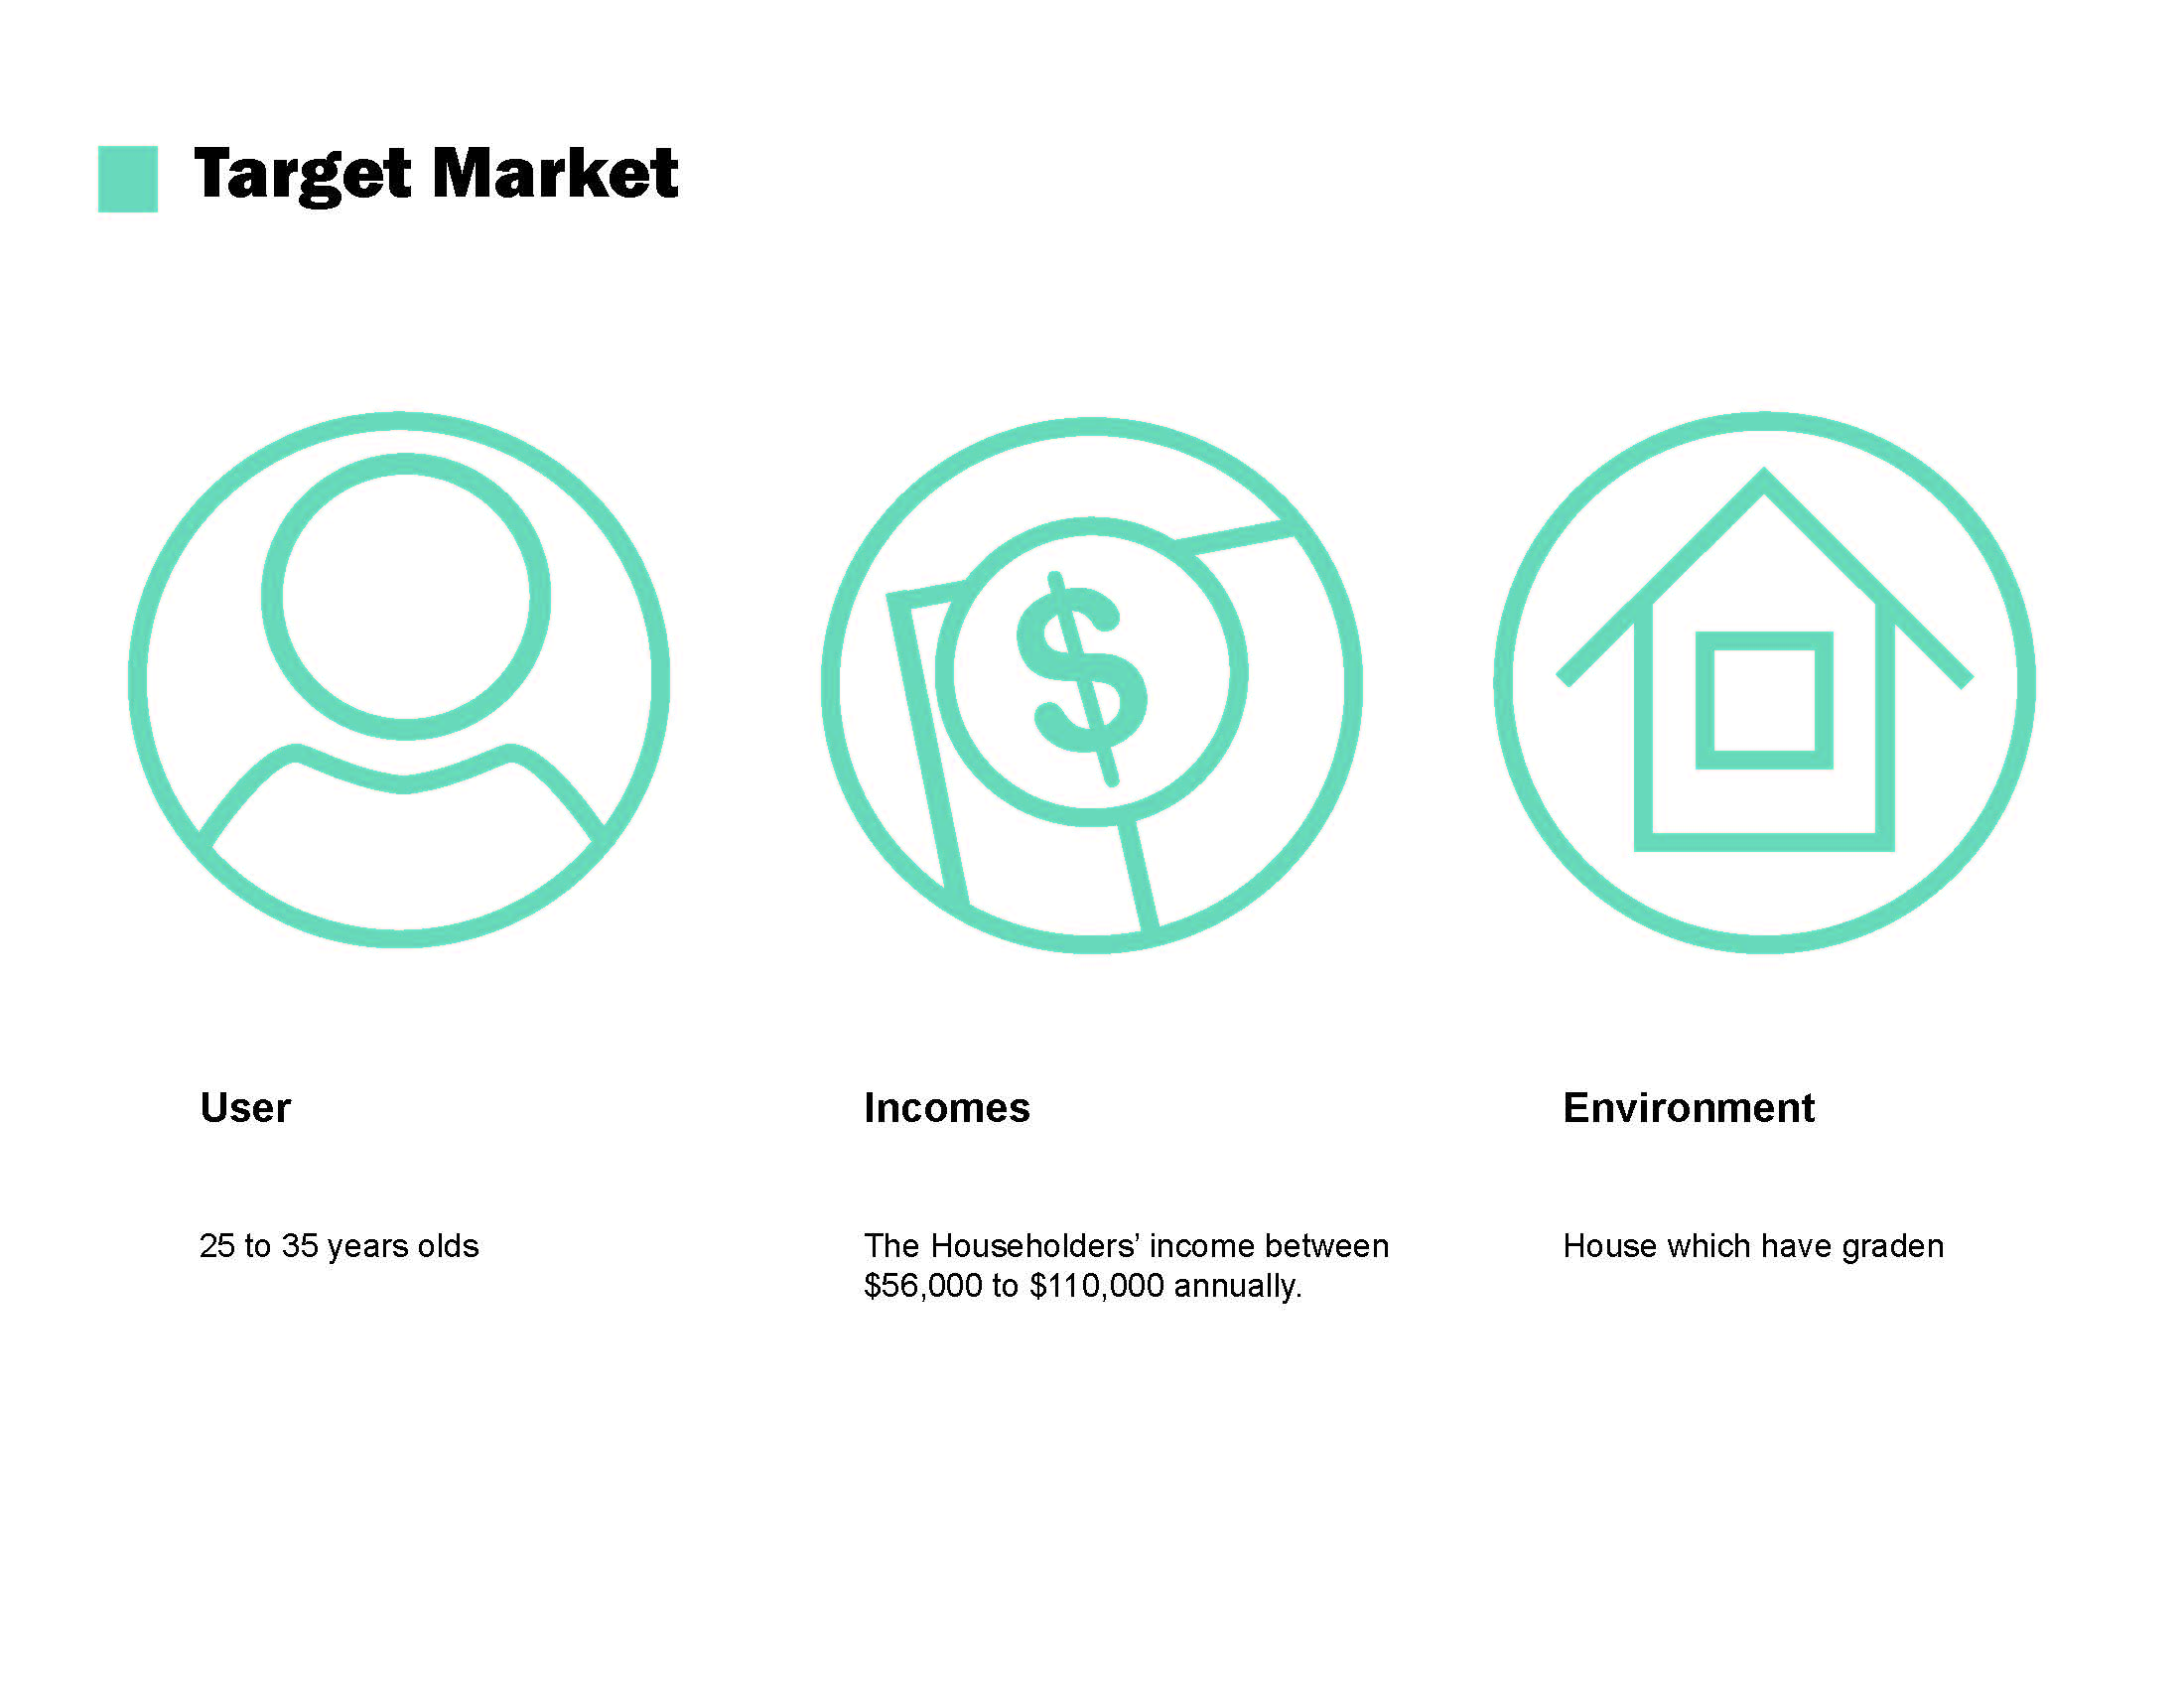 Target Market
User
25 to 35 years olds
Incomes
The Householders’ income between
$56,000 to $110,000 annually.
Environment
House which have graden